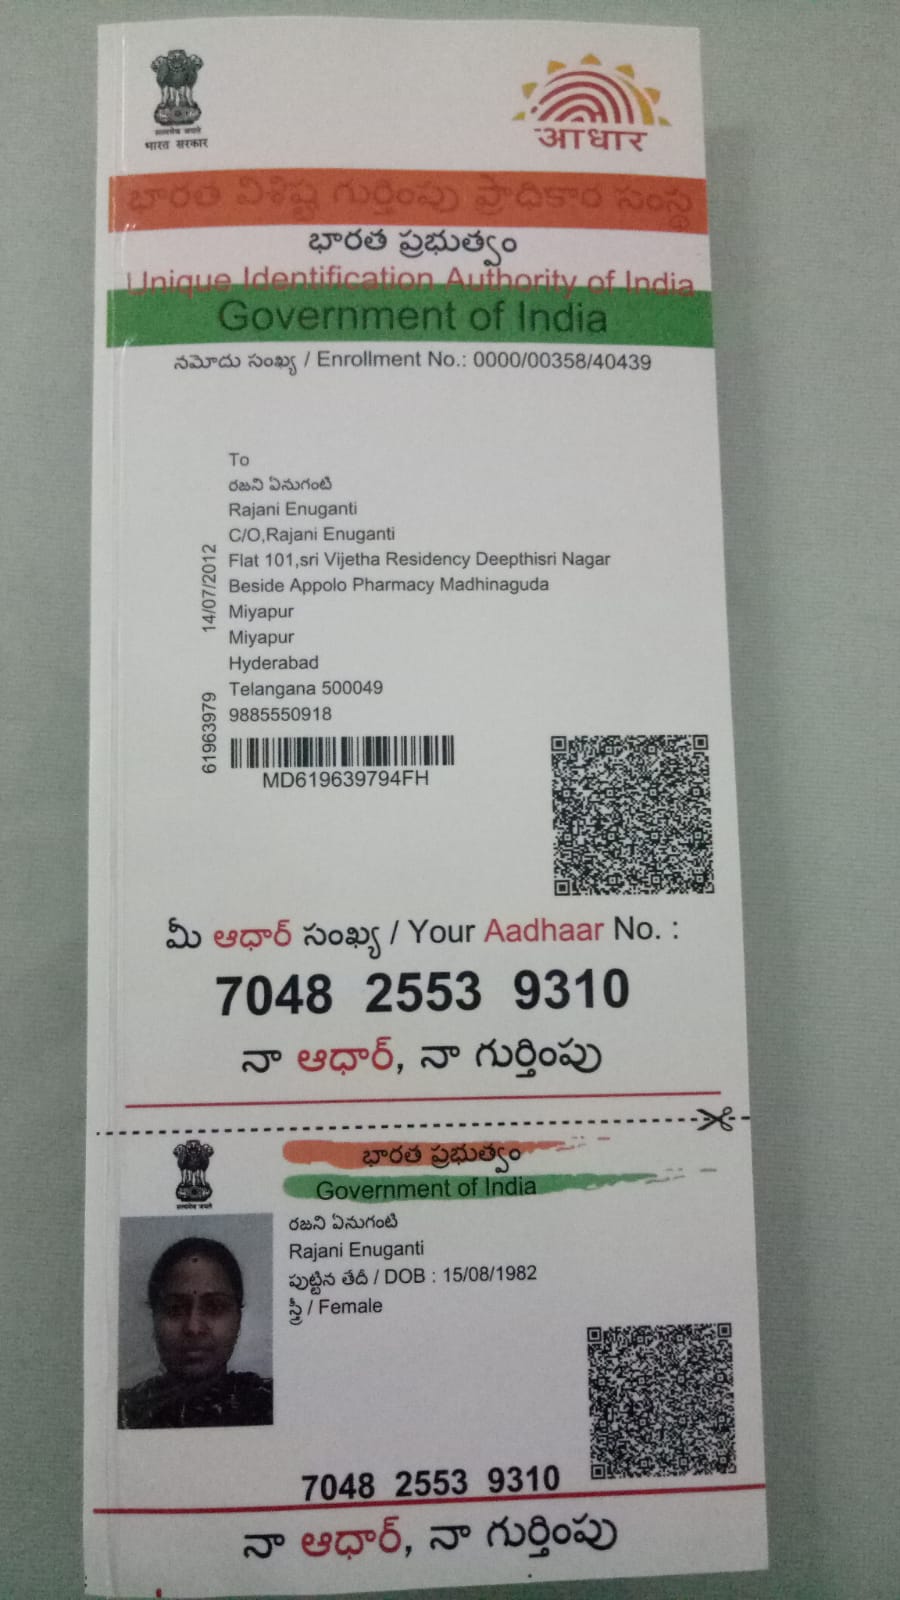 सत्यमेव जयते
भारत सरकार
आधार
భారత విశిష్ట గుర్తింపు ప్రాధికార సంస్థ
భారత ప్రభుత్వం
Unique Identification Authority of India
Government of India
నమోదు సంఖ్య / Enrollment No.: 0000/00358/40439
To
రజని ఏనుగంటి
Rajani Enuganti
C/O,Rajani Enuganti
Flat 101,sri Vijetha Residency Deepthisri Nagar
Beside Appolo Pharmacy Madhinaguda
Miyapur
Miyapur
Hyderabad
Telangana 500049
9885550918
14/07/2012
61963979
MD619639794FH
మీ ఆధార్ సంఖ్య / Your Aadhaar No. :
7048 2553 9310
నా ఆధార్, నా గుర్తింపు
सत्यमेव जयते
భారత ప్రభుత్వం
Government of India
రజని ఏనుగంటి
Rajani Enuganti
పుట్టిన తేదీ / DOB : 15/08/1982
స్త్రీ / Female
7048 2553 9310
నా ఆధార్, నా గుర్తింపు